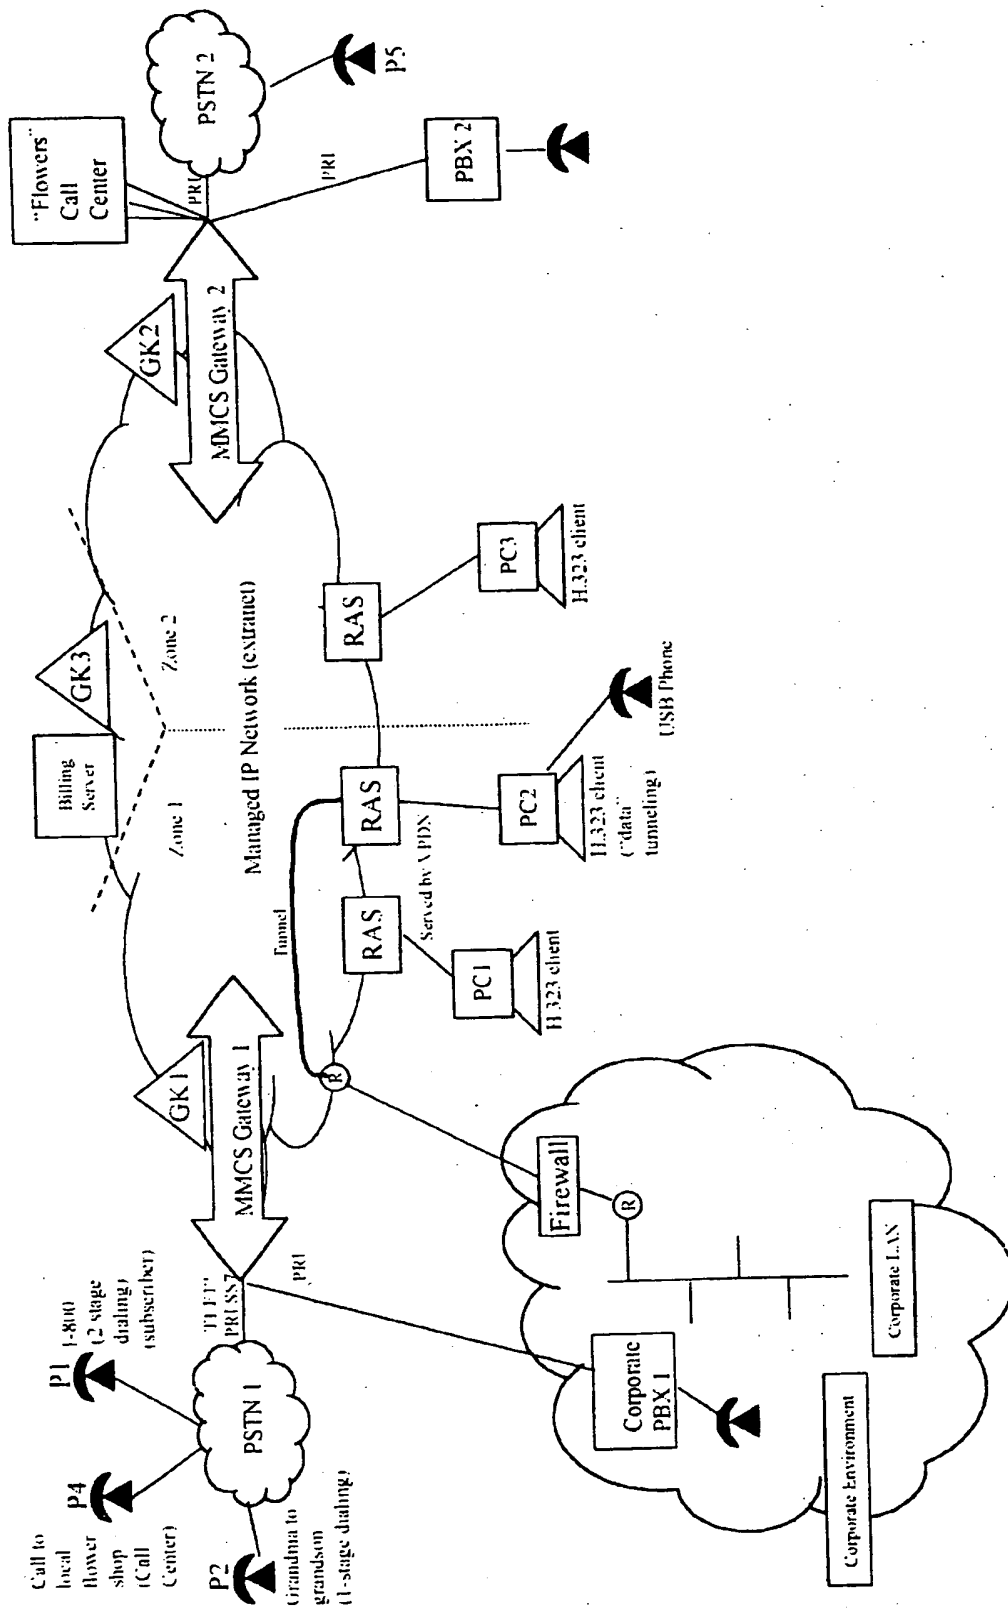 P4
P1
Call to
local
flower
shop
(Call
Center)
1-800
(2 stage
dialing)
(subscriber)
P2
Grandma to
grandson
(1-stage dialing)
PSTN 1
PRI
GK1
MMCS Gateway 1
Billing
Server
GK3
Zone 1
Zone 2
Managed IP Network (extranet)
GK2
MMCS Gateway 2
"Flowers"
Call
Center
PRI
PSTN 2
P5
PRI
PBX 2
Tunnel
R
RAS
RAS
RAS
Served by VPDN
PC1
H.323 client
PC2
H.323 client
tunneling)
USB Phone
PC3
H.323 client
Firewall
R
Corporate
PBX 1
Corporate LAN
Corporate Environment